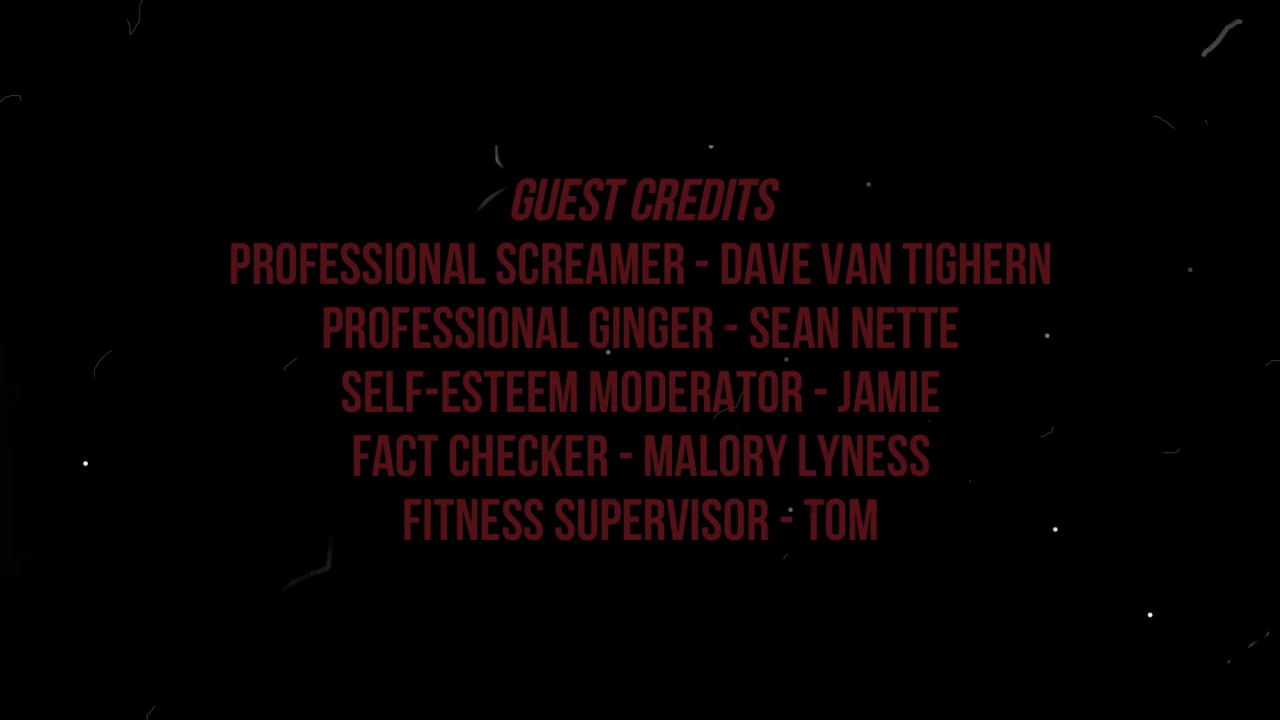 GUEST CREDITS
PROFESSIONAL SCREAMER - DAVE VAN TIGHERN
PROFESSIONAL GINGER - SEAN NETTE
SELF-ESTEEM MODERATOR - JAMIE
FACT CHECKER - MALORY LYNESS
FITNESS SUPERVISOR - TOM